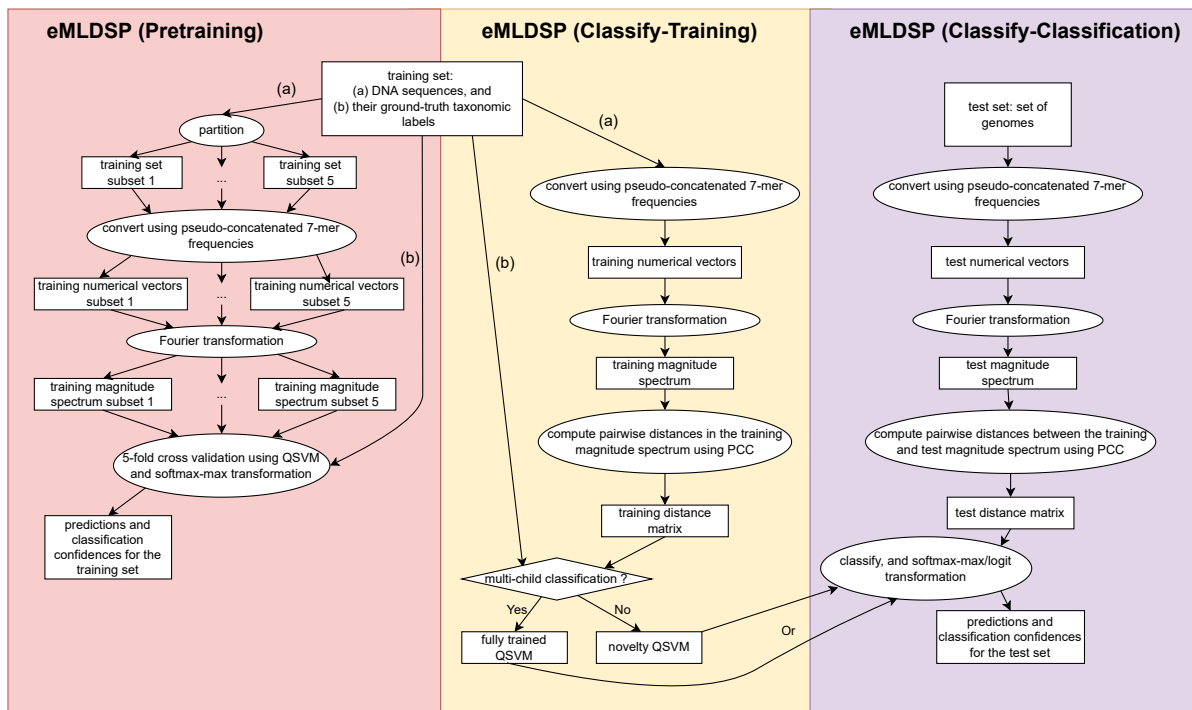 eMLDSP (Pretraining)
eMLDSP (Classify-Training)
eMLDSP (Classify-Classification)
training set:
(a) DNA sequences, and
(b) their ground-truth taxonomic
labels
(a)
partition
training set
subset 1
...
training set
subset 5
convert using pseudo-concatenated 7-mer
frequencies
(b)
training numerical vectors
subset 1
...
training numerical vectors
subset 5
Fourier transformation
training magnitude
spectrum subset 1
...
training magnitude
spectrum subset 5
5-fold cross validation using QSVM
and softmax-max transformation
predictions and
classification
confidences for the
training set
(a)
convert using pseudo-concatenated 7-mer
frequencies
(b)
training numerical vectors
Fourier transformation
training magnitude
spectrum
compute pairwise distances in the training
magnitude spectrum using PCC
training distance
matrix
multi-child classification ?
Yes
No
fully trained
QSVM
novelty QSVM
Or
test set: set of
genomes
convert using pseudo-concatenated 7-mer
frequencies
test numerical vectors
Fourier transformation
test magnitude
spectrum
compute pairwise distances between the training
and test magnitude spectrum using PCC
test distance matrix
classify, and softmax-max/logit
transformation
predictions and
classification confidences
for the test set